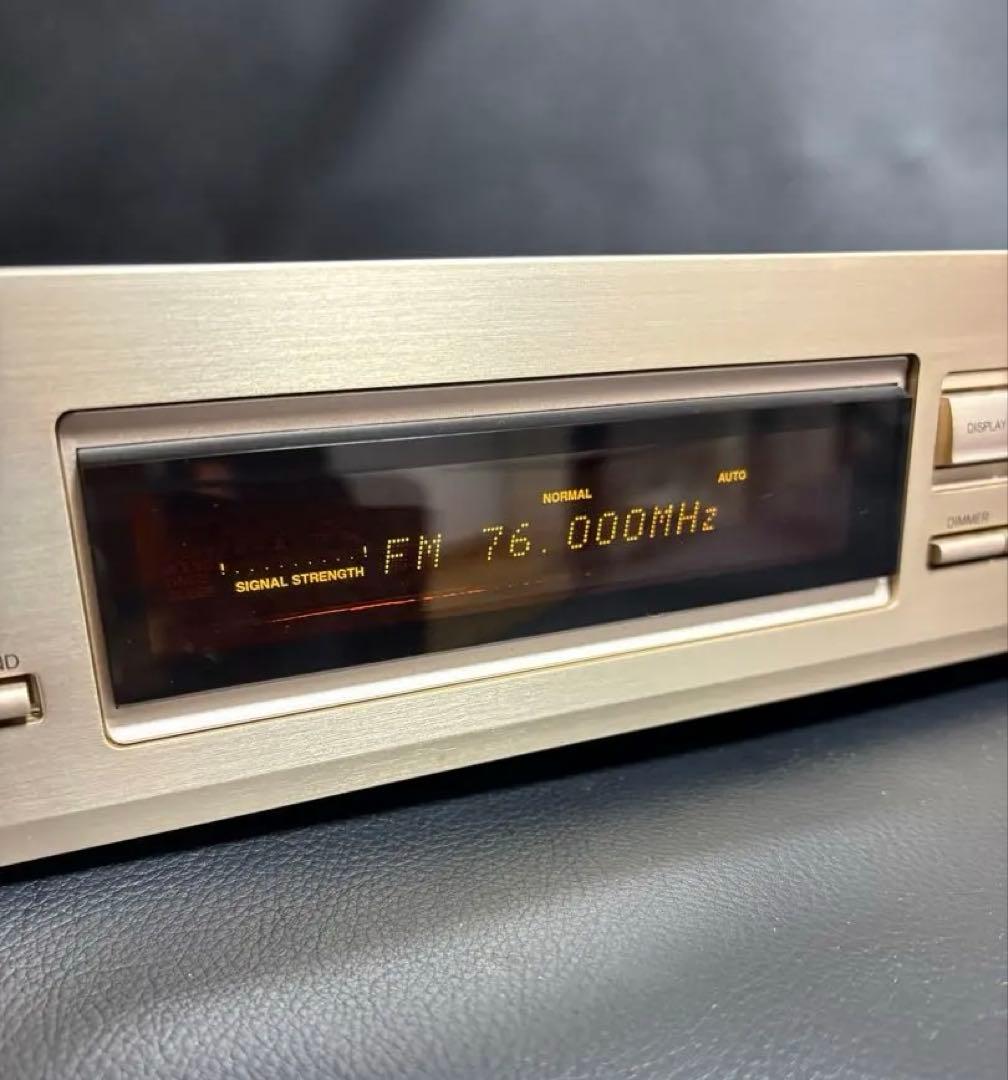 NORMAL AUTO
FM 76.000MHz
SIGNAL STRENGTH
DISPLAY
DIMMER
ND